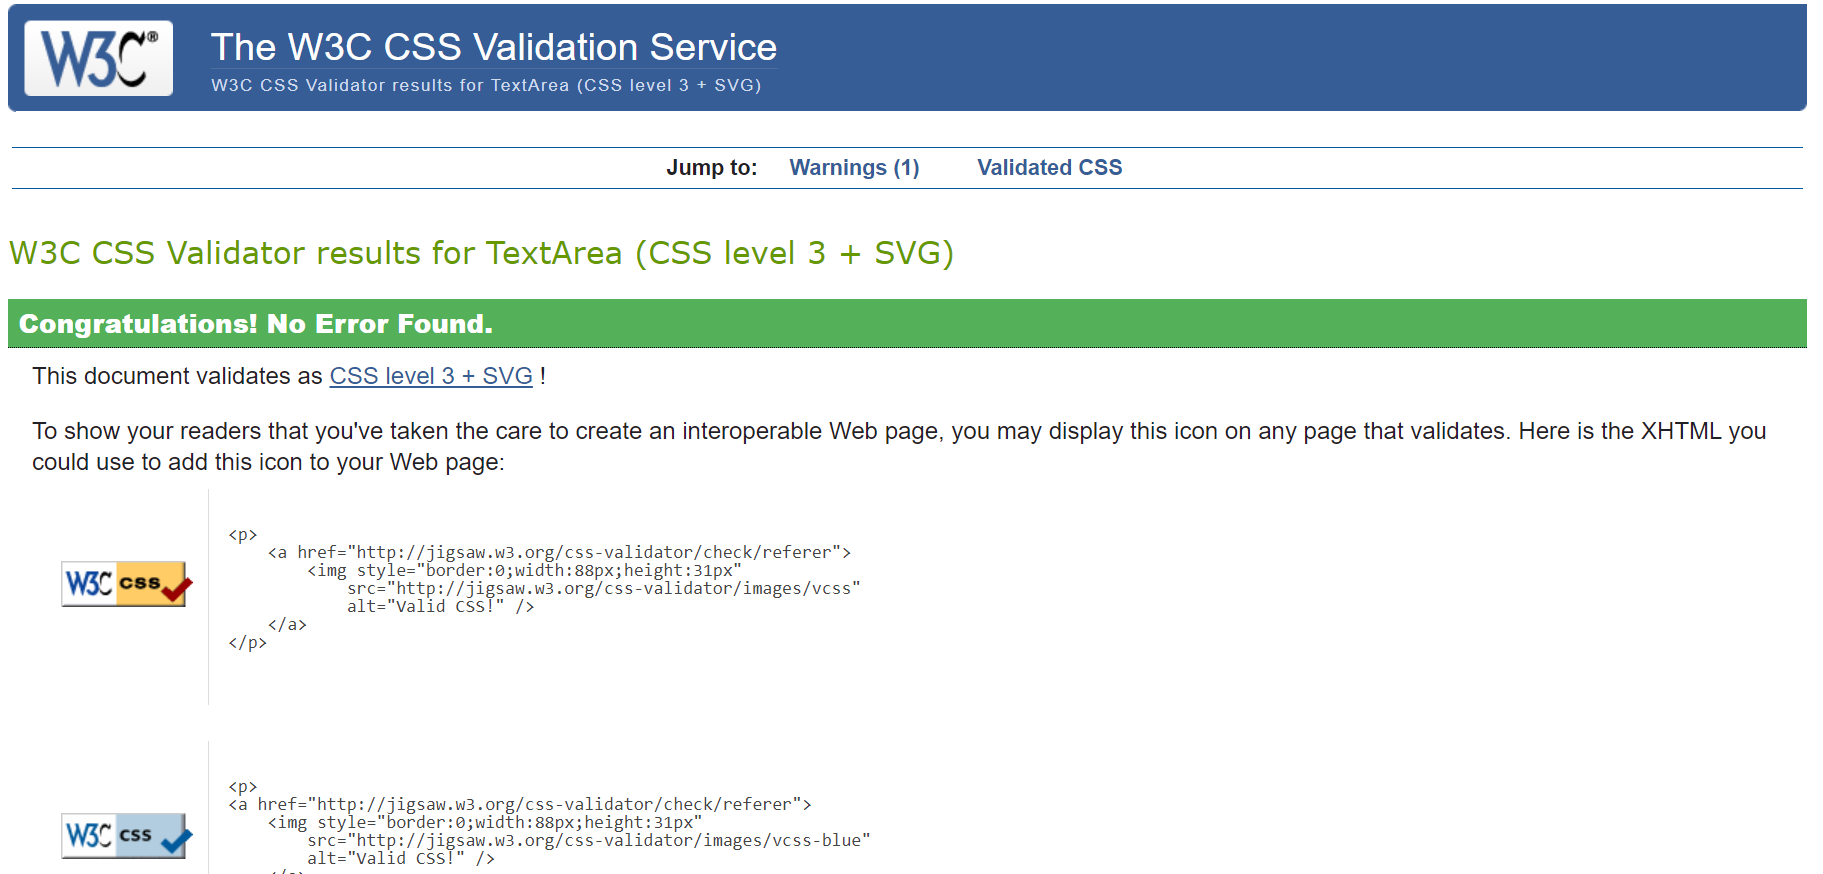 W3C®
The W3C CSS Validation Service
W3C CSS Validator results for TextArea (CSS level 3 + SVG)
Jump to: Warnings (1) Validated CSS
W3C CSS Validator results for TextArea (CSS level 3 + SVG)
Congratulations! No Error Found.
This document validates as CSS level 3 + SVG !
To show your readers that you've taken the care to create an interoperable Web page, you may display this icon on any page that validates. Here is the XHTML you
could use to add this icon to your Web page:
W3C css
<p>
    <a href="http://jigsaw.w3.org/css-validator/check/referer">
        <img style="border:0;width:88px;height:31px"
            src="http://jigsaw.w3.org/css-validator/images/vcss"
            alt="Valid CSS!" />
    </a>
</p>
W3C css
<p>
<a href="http://jigsaw.w3.org/css-validator/check/referer">
    <img style="border:0;width:88px;height:31px"
        src="http://jigsaw.w3.org/css-validator/images/vcss-blue"
        alt="Valid CSS!" />